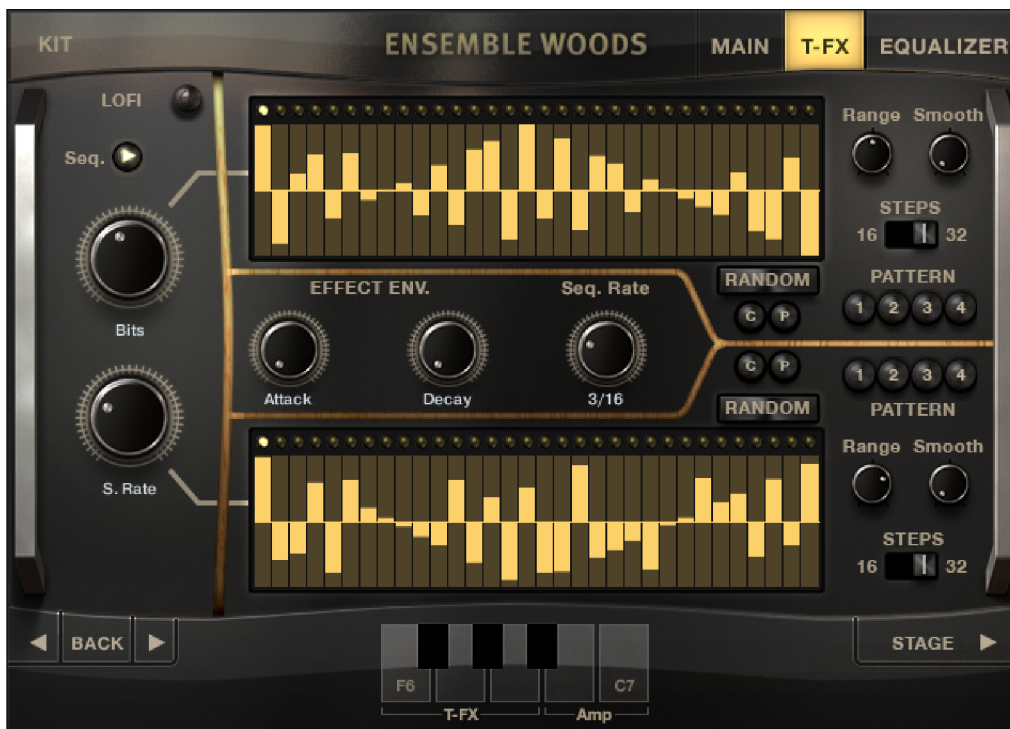 KIT
ENSEMBLE WOODS
MAIN T-FX EQUALIZER
LOFI
Seq.
Bits
S. Rate
Range Smooth
STEPS
16 32
RANDOM
PATTERN
C P
1 2 3 4
EFFECT ENV.
Seq. Rate
Attack Decay 3/16
C P
1 2 3 4
RANDOM
PATTERN
Range Smooth
STEPS
16 32
BACK
STAGE
F6 C7
T-FX Amp